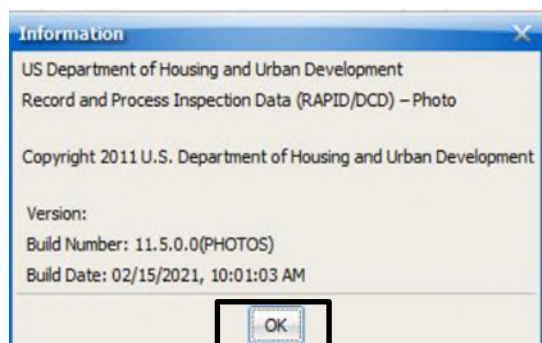 Information
US Department of Housing and Urban Development
Record and Process Inspection Data (RAPID/DCD) – Photo
Copyright 2011 U.S. Department of Housing and Urban Development
Version:
Build Number: 11.5.0.0(PHOTOS)
Build Date: 02/15/2021, 10:01:03 AM
OK